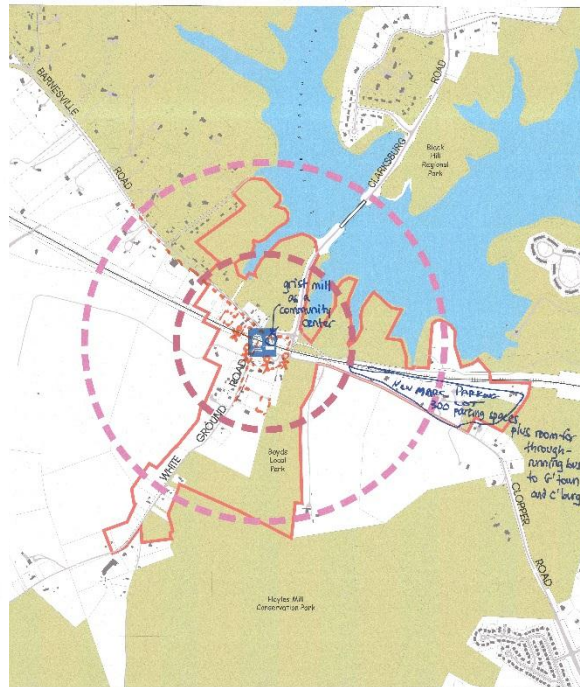 BARNESVILLE
ROAD
CLARKSBURG
ROAD
Black
Hill
Regional
Park
grist mill
as a
community
center
New MARC PARKING
LOT
300
parking spaces
plus room for
through-
running bus
to G'town
and C'burg
WHITE
GROUND
ROAD
Boyds
Local
Park
CLOPPER
ROAD
Hoyles Mill
Conservation Park